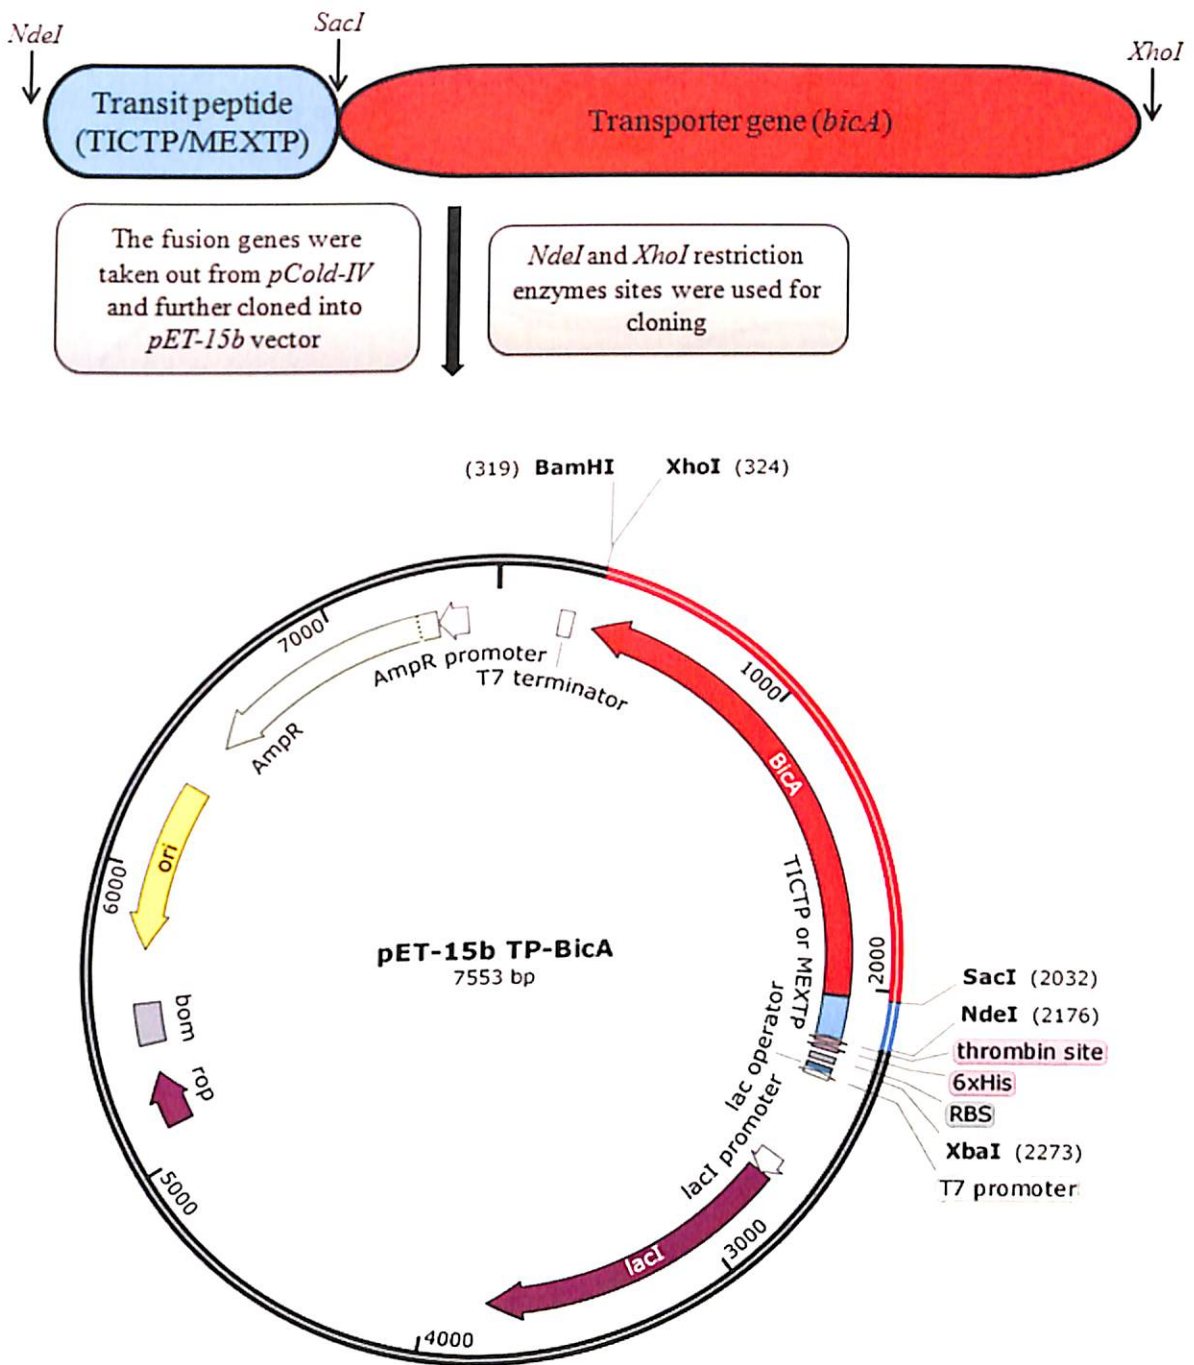 NdeI
SacI
XhoI
Transit peptide
(TICTP/MEXTP)
Transporter gene (bicA)
The fusion genes were
taken out from pCold-IV
and further cloned into
pET-15b vector
NdeI and XhoI restriction
enzymes sites were used for
cloning
(319) BamHI
XhoI (324)
7000
AmpR promoter
T7 terminator
AmpR
1000
BicA
ori
6000
TICTP or MEXTP
2000
pET-15b TP-BicA
7553 bp
SacI (2032)
NdeI (2176)
thrombin site
6xHis
RBS
XbaI (2273)
T7 promoter
bom
rop
lac operator
lacI promoter
lacI
5000
3000
4000